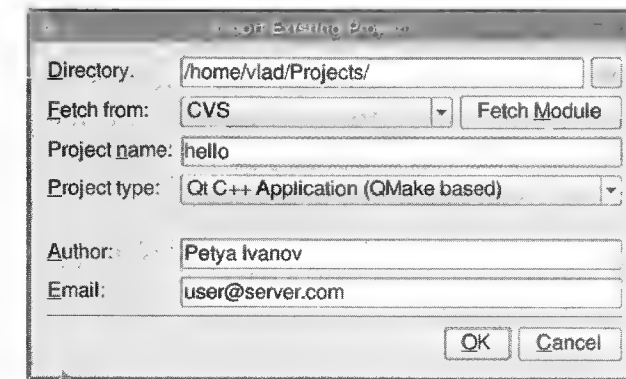 Existing
Directory.
/home/vlad/Projects/
Fetch from:
CVS
Fetch Module
Project name:
hello
Project type:
Qt C++ Application (QMake based)
Author:
Petya Ivanov
Email:
user@server.com
OK
Cancel